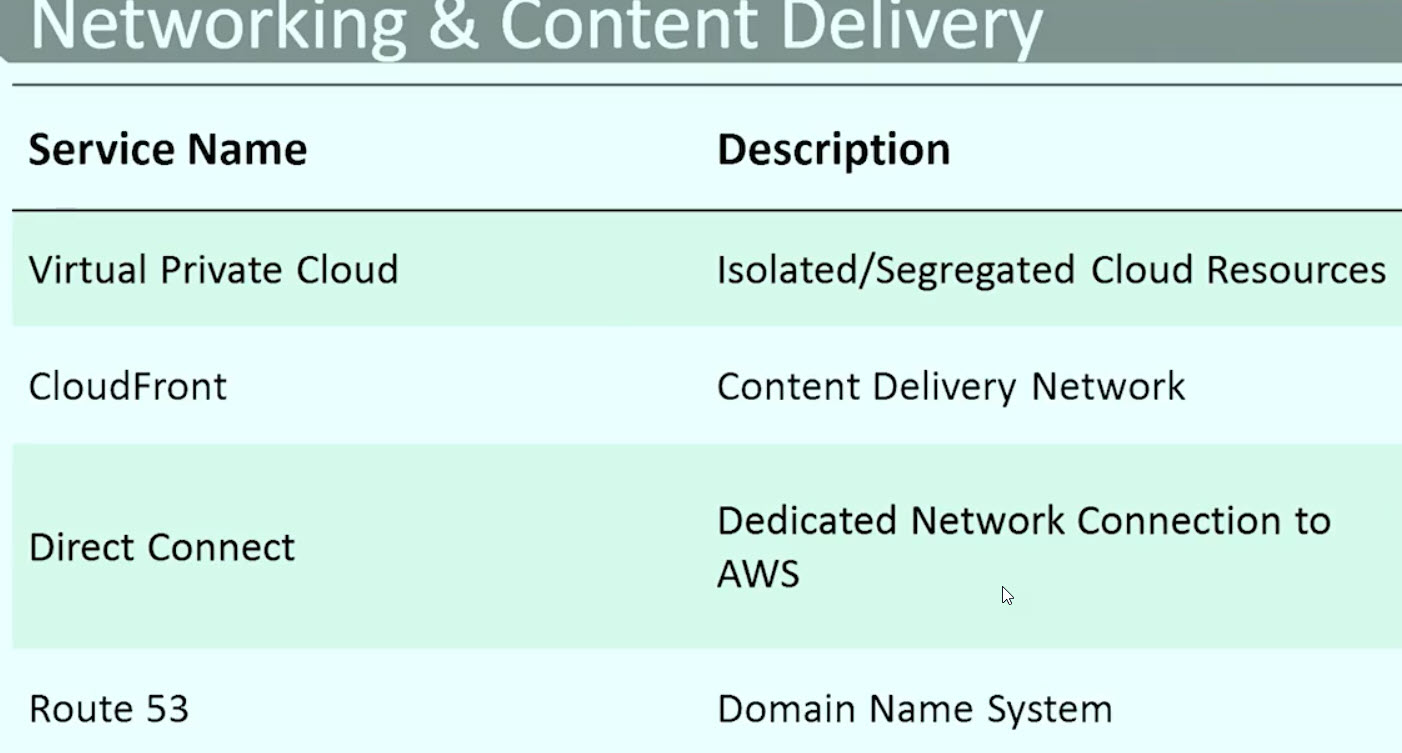 Networking & Content Delivery
Service Name
Description
Virtual Private Cloud
Isolated/Segregated Cloud Resources
CloudFront
Content Delivery Network
Direct Connect
Dedicated Network Connection to
AWS
Route 53
Domain Name System